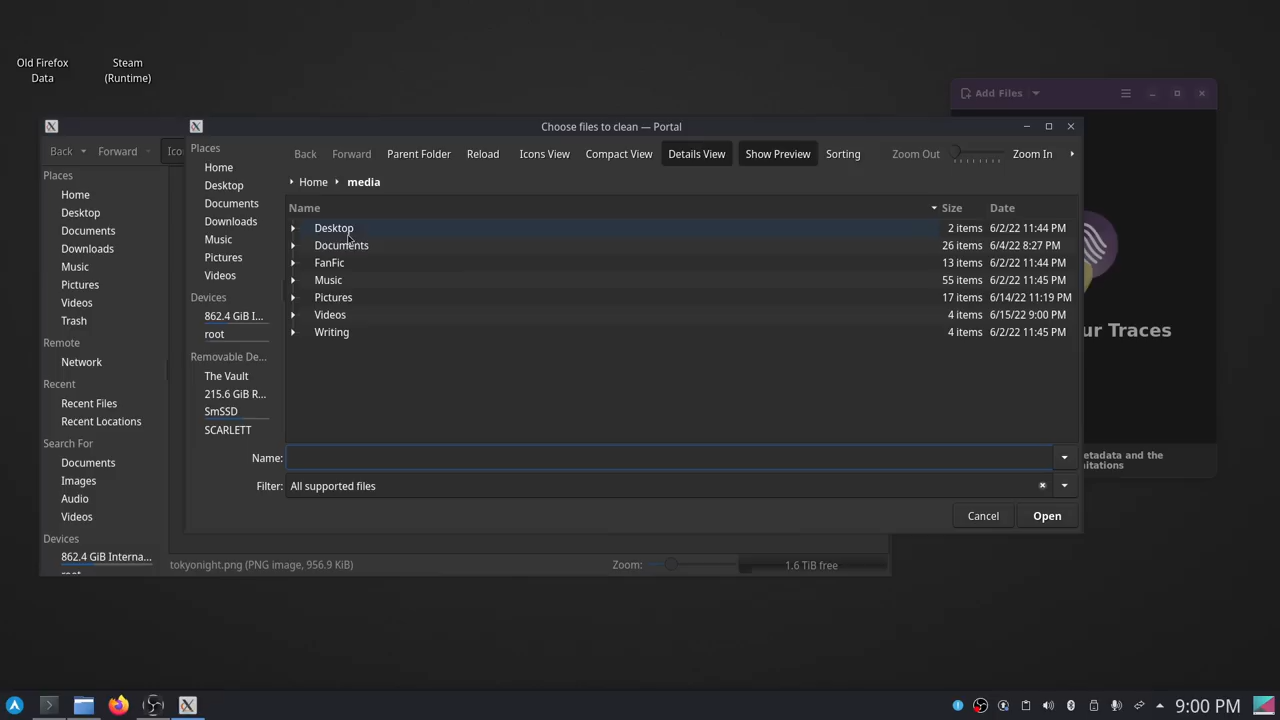 Old Firefox
Data
Steam
(Runtime)
Add Files
Choose files to clean — Portal
Back
Forward
Ico
Places
Home
Desktop
Documents
Downloads
Music
Pictures
Videos
Trash
Remote
Network
Recent
Recent Files
Recent Locations
Search For
Documents
Images
Audio
Videos
Devices
862.4 GiB Interna...
root
Places
Home
Desktop
Documents
Downloads
Music
Pictures
Videos
Devices
862.4 GiB I...
root
Removable De...
The Vault
215.6 GiB R...
SmSSD
SCARLETT
Back Forward Parent Folder Reload Icons View Compact View Details View Show Preview Sorting Zoom Out Zoom In
Home media
Name Size Date
Desktop 2 items 6/2/22 11:44 PM
Documents 26 items 6/4/22 8:27 PM
FanFic 13 items 6/2/22 11:44 PM
Music 55 items 6/2/22 11:45 PM
Pictures 17 items 6/14/22 11:19 PM
Videos 4 items 6/15/22 9:00 PM
Writing 4 items 6/2/22 11:45 PM
Name:
Filter: All supported files
Cancel Open
ur Traces
etadata and the
itations
tokyonight.png (PNG image, 956.9 KiB)
Zoom:
1.6 TiB free
9:00 PM